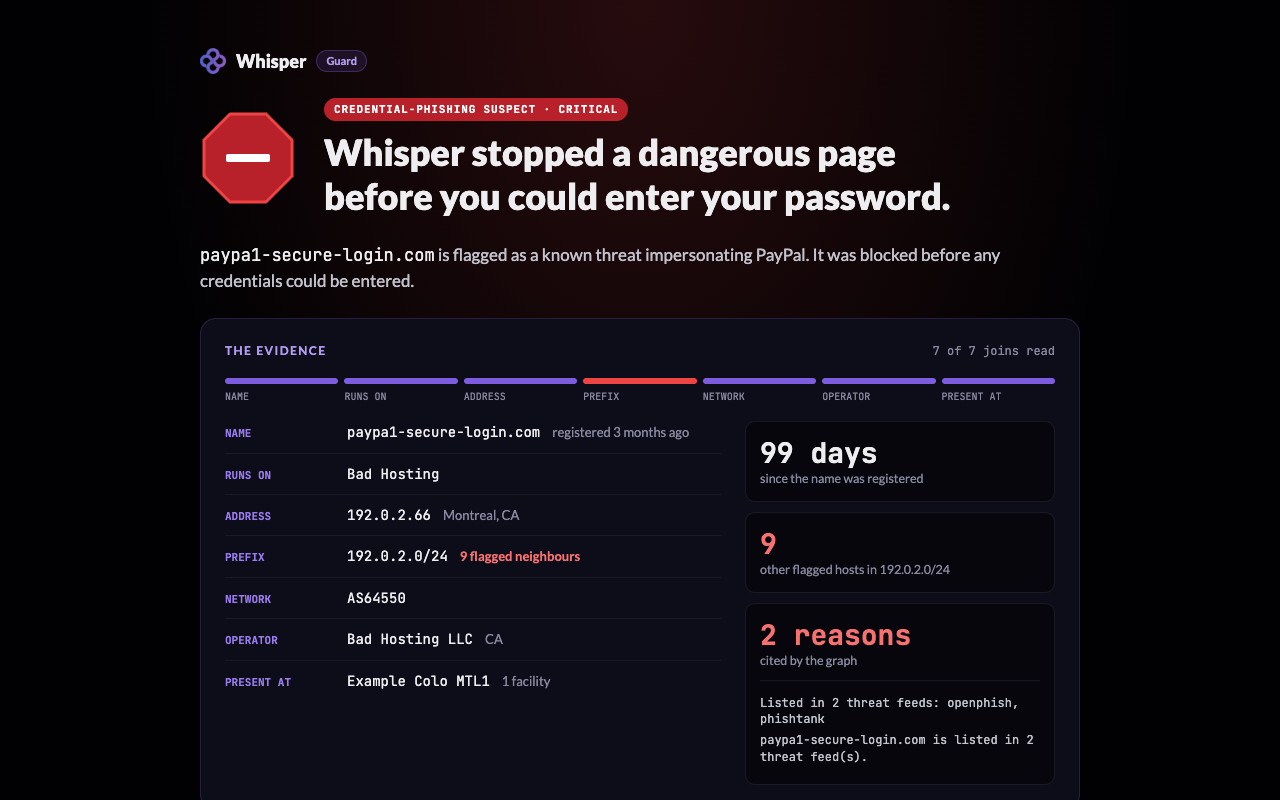 Whisper Guard
CREDENTIAL-PHISHING SUSPECT · CRITICAL
Whisper stopped a dangerous page
before you could enter your password.
paypa1-secure-login.com is flagged as a known threat impersonating PayPal. It was blocked before any
credentials could be entered.
THE EVIDENCE 7 of 7 joins read
NAME RUNS ON ADDRESS PREFIX NETWORK OPERATOR PRESENT AT
NAME paypa1-secure-login.com registered 3 months ago
RUNS ON Bad Hosting
ADDRESS 192.0.2.66 Montreal, CA
PREFIX 192.0.2.0/24 9 flagged neighbours
NETWORK AS64550
OPERATOR Bad Hosting LLC CA
PRESENT AT Example Colo MTL1 1 facility
99 days
since the name was registered
9
other flagged hosts in 192.0.2.0/24
2 reasons
cited by the graph
Listed in 2 threat feeds: openphish,
phishtank
paypa1-secure-login.com is listed in 2
threat feed(s).